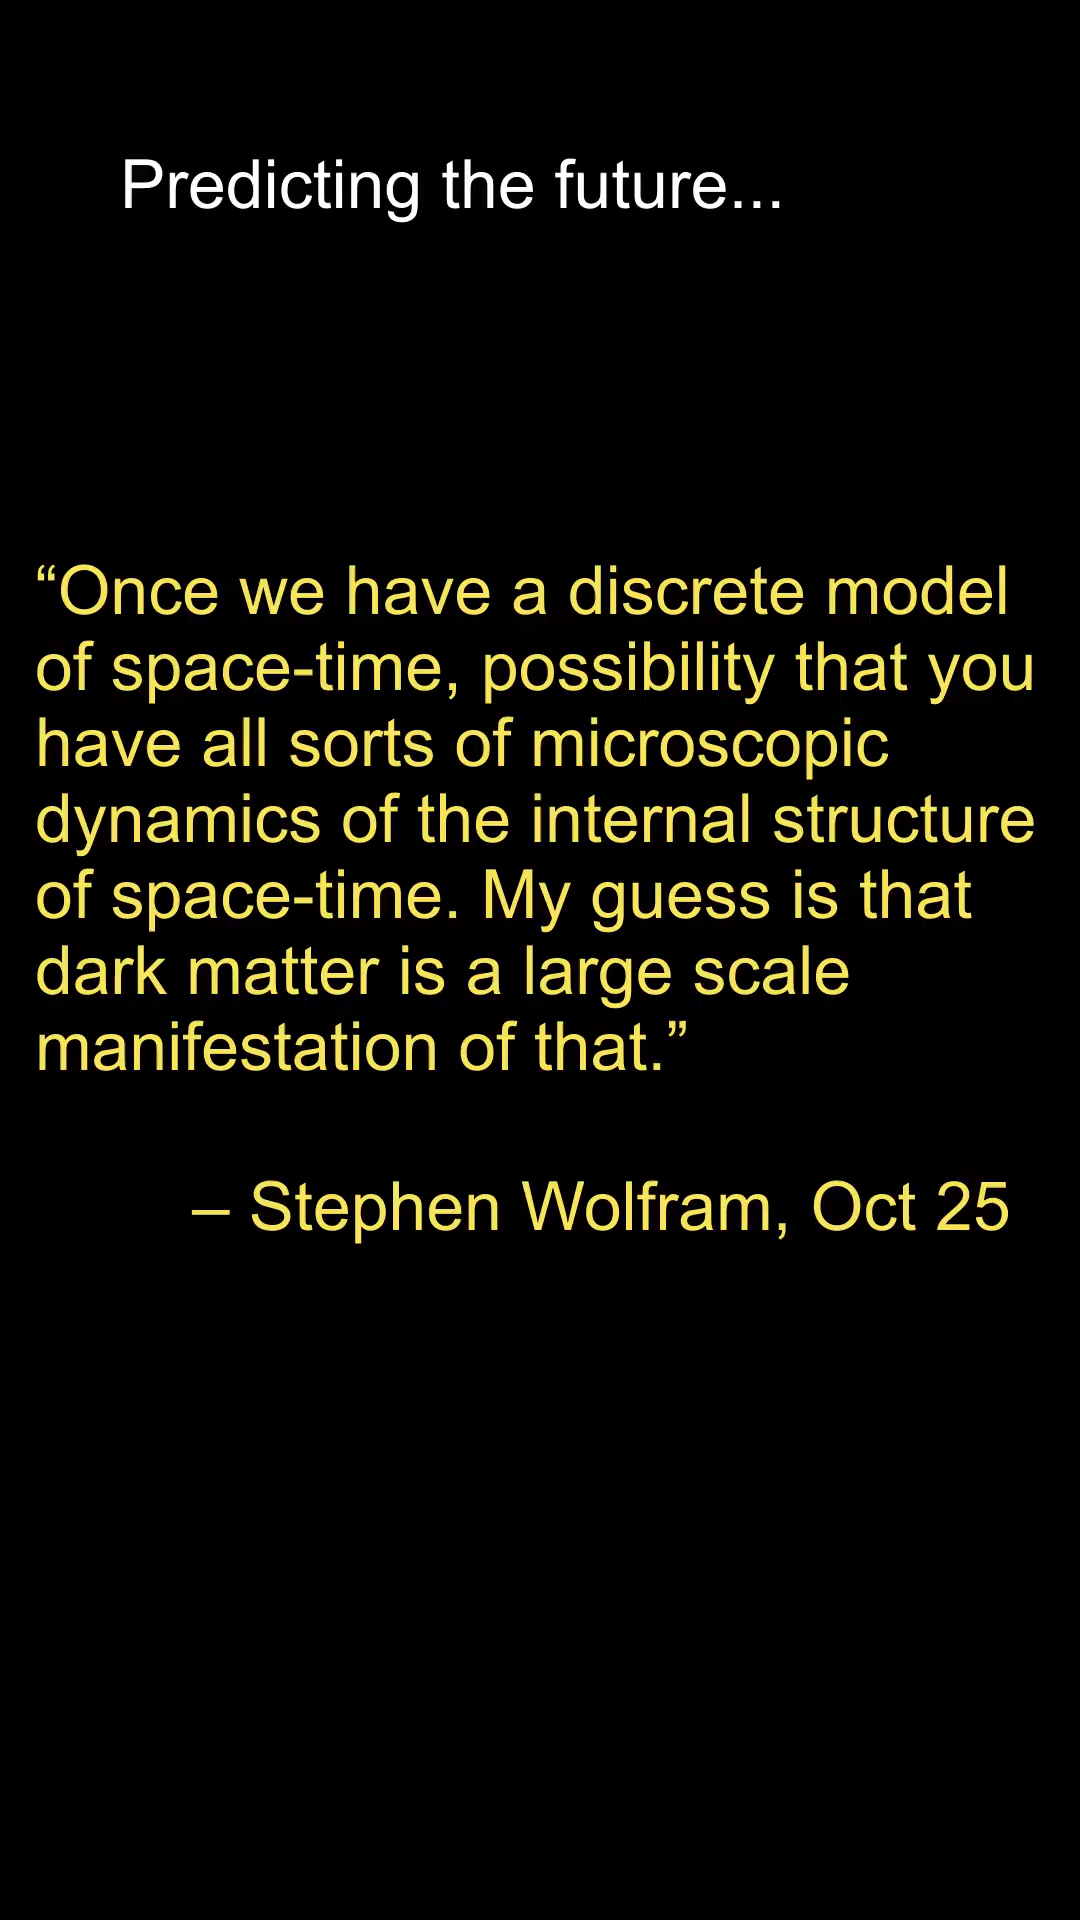 Predicting the future...
“Once we have a discrete model
of space-time, possibility that you
have all sorts of microscopic
dynamics of the internal structure
of space-time. My guess is that
dark matter is a large scale
manifestation of that.”
– Stephen Wolfram, Oct 25